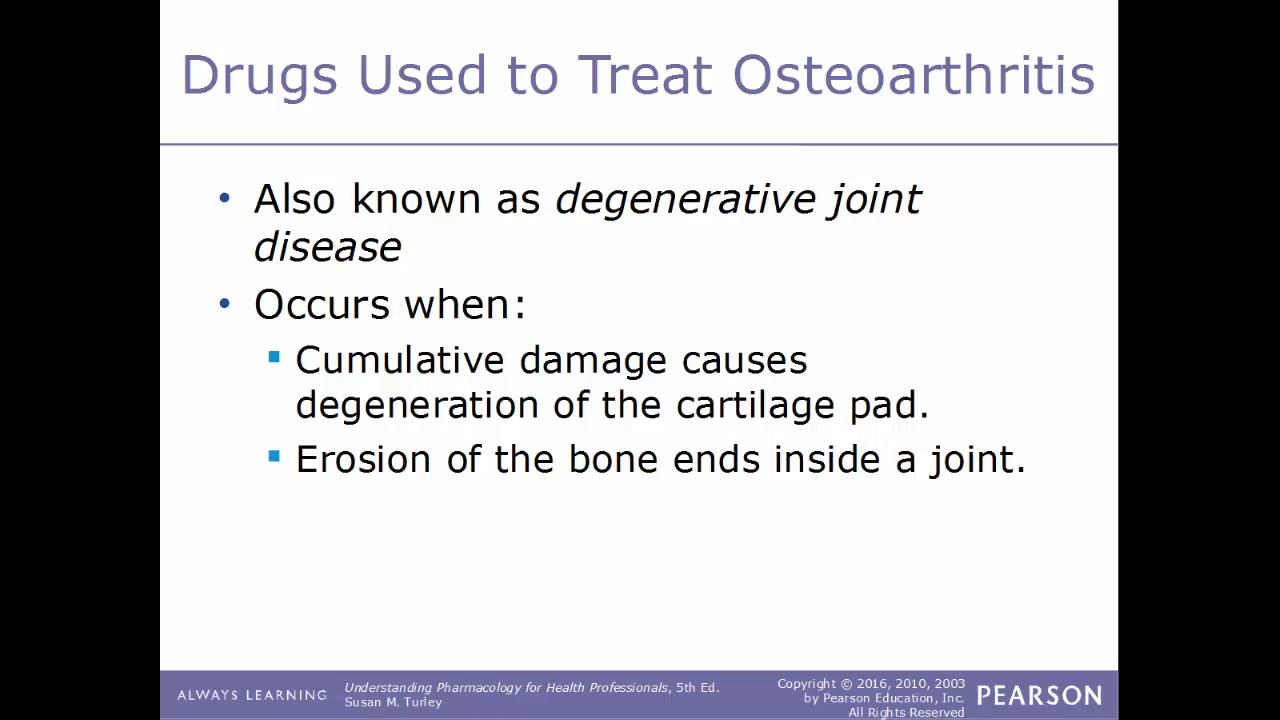 Drugs Used to Treat Osteoarthritis
• Also known as degenerative joint
disease
• Occurs when:
▪ Cumulative damage causes
degeneration of the cartilage pad.
▪ Erosion of the bone ends inside a joint.
ALWAYS LEARNING
Understanding Pharmacology for Health Professionals, 5th Ed.
Susan M. Turley
Copyright © 2016, 2010, 2003
by Pearson Education, Inc.
All Rights Reserved
PEARSON